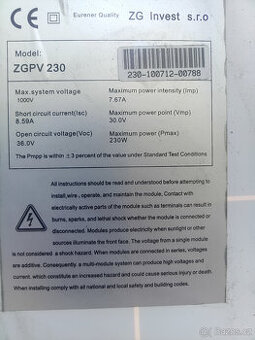 Eurener Quality
ZG Invest s.r.o
Model:
ZGPV 230
230-100712-00788
Max.system voltage
1000V
Maximum power intensity (Imp)
7.67A
Short circuit current(Isc)
8.59A
Maximum power point (Vmp)
30.0V
Open circuit voltage(Voc)
36.0V
Maximum power (Pmax)
230W
The Pmpp is within ±3 percent of the value under Standard Test Conditions
All instructions should be read and understood before attempting
to install,wire, operate, and maintain the module. Contact with
electrically active parts of the module such as terminals can result in
burns, sparks, and lethal shock whether the module is connected or
disconnected. Modules produce electricity when sunlight or other
sources illuminate the front face. The voltage from a single module
is not considered a shock hazard. When modules are connected in series, voltages
are additive. Consequently, a multi-module system can produce high voltages and
current, which constitute an increased hazard and could cause serious injury or death.
When installing comply with all national safety and building codes.